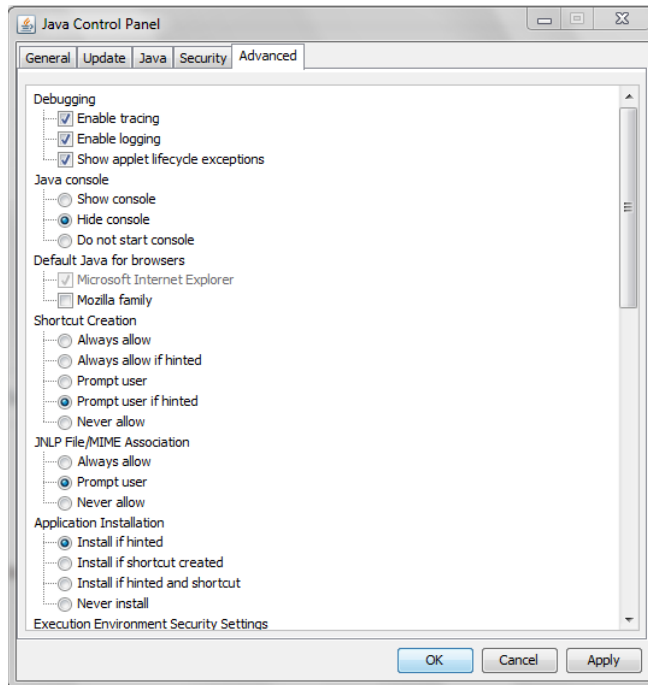 Java Control Panel
General Update Java Security Advanced
Debugging
Enable tracing
Enable logging
Show applet lifecycle exceptions
Java console
Show console
Hide console
Do not start console
Default Java for browsers
Microsoft Internet Explorer
Mozilla family
Shortcut Creation
Always allow
Always allow if hinted
Prompt user
Prompt user if hinted
Never allow
JNLP File/MIME Association
Always allow
Prompt user
Never allow
Application Installation
Install if hinted
Install if shortcut created
Install if hinted and shortcut
Never install
Execution Environment Security Settings
OK Cancel Apply